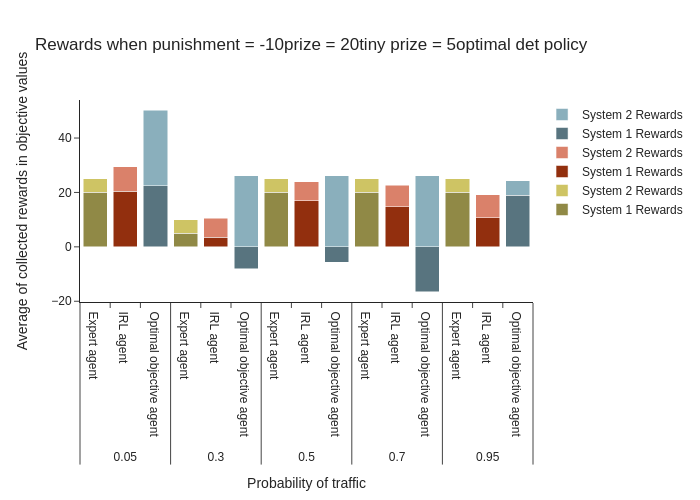 Rewards when punishment = -10prize = 20tiny prize = 5optimal det policy
Average of collected rewards in objective values
40
20
0
−20
System 2 Rewards
System 1 Rewards
System 2 Rewards
System 1 Rewards
System 2 Rewards
System 1 Rewards
Expert agent
IRL agent
Optimal objective agent
Expert agent
IRL agent
Optimal objective agent
Expert agent
IRL agent
Optimal objective agent
Expert agent
IRL agent
Optimal objective agent
Expert agent
IRL agent
Optimal objective agent
0.05
0.3
0.5
0.7
0.95
Probability of traffic